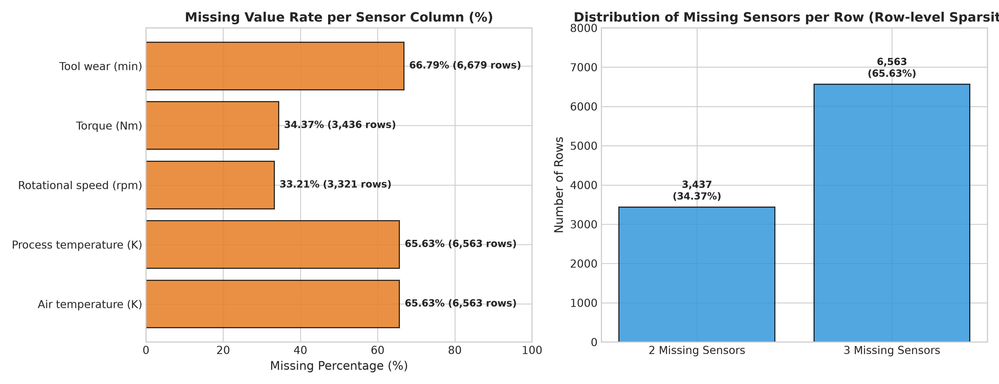 Missing Value Rate per Sensor Column (%)
Tool wear (min)
66.79% (6,679 rows)
Torque (Nm)
34.37% (3,436 rows)
Rotational speed (rpm)
33.21% (3,321 rows)
Process temperature (K)
65.63% (6,563 rows)
Air temperature (K)
65.63% (6,563 rows)
0 20 40 60 80 100
Missing Percentage (%)
Distribution of Missing Sensors per Row (Row-level Sparsit
Number of Rows
8000
7000
6000
5000
4000
3000
2000
1000
0
3,437
(34.37%)
6,563
(65.63%)
2 Missing Sensors 3 Missing Sensors